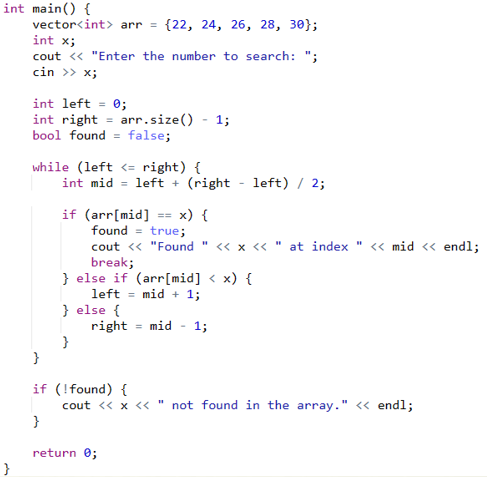 int main() {
    vector<int> arr = {22, 24, 26, 28, 30};
    int x;
    cout << "Enter the number to search: ";
    cin >> x;

    int left = 0;
    int right = arr.size() - 1;
    bool found = false;

    while (left <= right) {
        int mid = left + (right - left) / 2;

        if (arr[mid] == x) {
            found = true;
            cout << "Found " << x << " at index " << mid << endl;
            break;
        } else if (arr[mid] < x) {
            left = mid + 1;
        } else {
            right = mid - 1;
        }
    }

    if (!found) {
        cout << x << " not found in the array." << endl;
    }

    return 0;
}